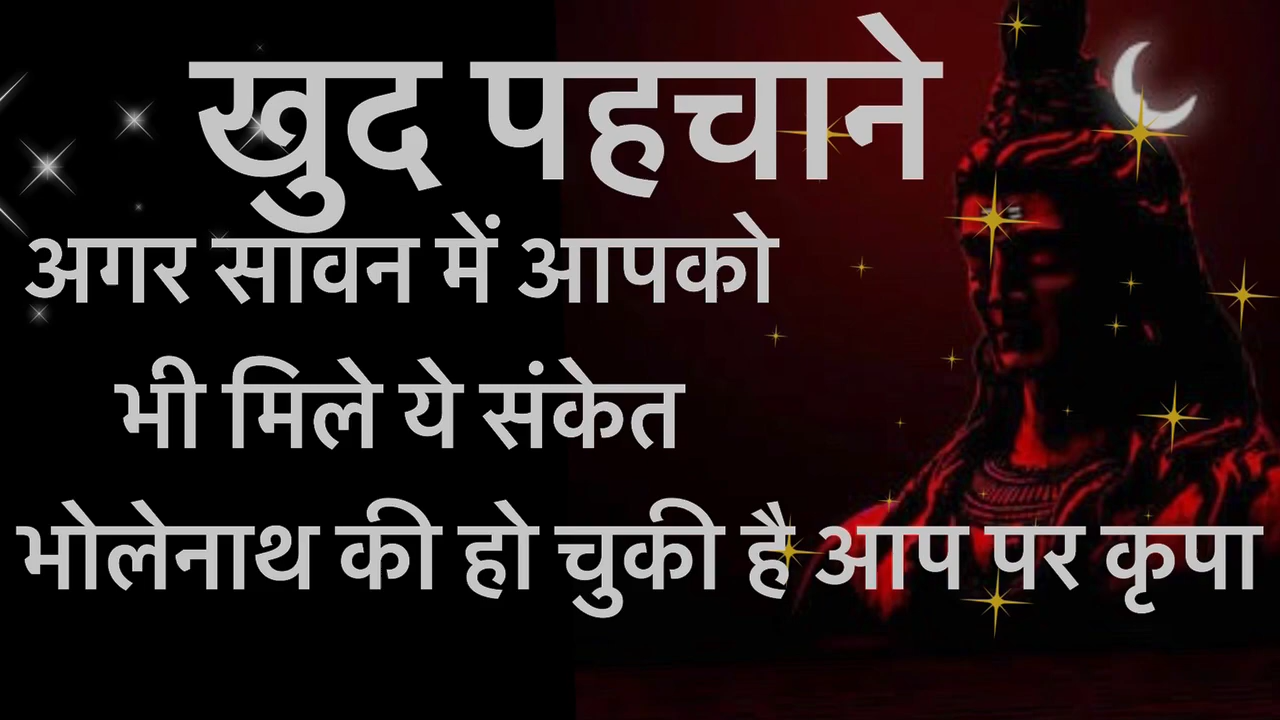 खुद पहचाने
अगर सावन में आपको
भी मिले ये संकेत
भोलेनाथ की हो चुकी है आप पर कृपा